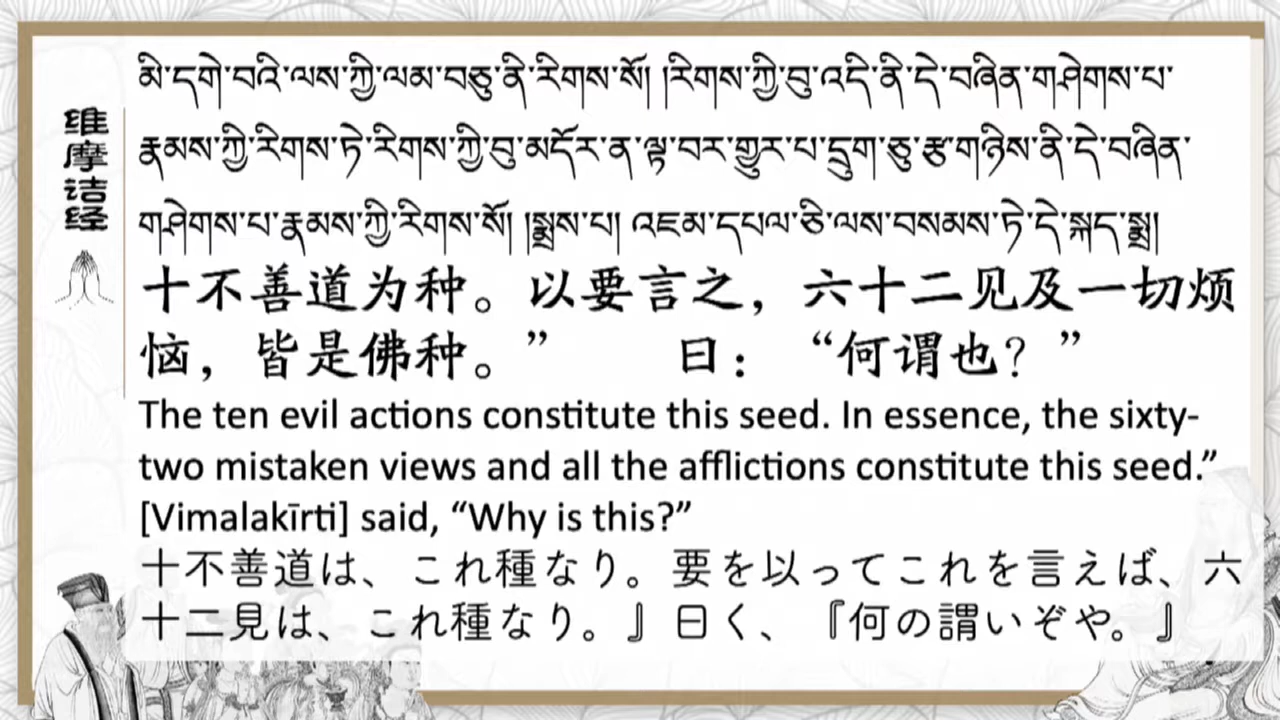 维摩诘经
མི་དགེ་བའི་ལས་ཀྱི་ལམ་བཅུ་ནི་རིགས་སོ། །རིགས་ཀྱི་བུ་འདི་ནི་དེ་བཞིན་གཤེགས་པ་
རྣམས་ཀྱི་རིགས་ཏེ་རིགས་ཀྱི་བུ་མདོར་ན་ལྟ་བར་གྱུར་པ་དྲུག་ཅུ་རྩ་གཉིས་ནི་དེ་བཞིན་
གཤེགས་པ་རྣམས་ཀྱི་རིགས་སོ། །སྨྲས་པ། འཇམ་དཔལ་ཅི་ལས་བསམས་ཏེ་དེ་སྐད་སྨྲ།
十不善道为种。以要言之，六十二见及一切烦
恼，皆是佛种。” 曰：“何谓也？”
The ten evil actions constitute this seed. In essence, the sixty-
two mistaken views and all the afflictions constitute this seed.”
[Vimalakīrti] said, “Why is this?”
十不善道は、これ種なり。要を以ってこれを言えば、六
十二見は、これ種なり。』曰く、『何の謂いぞや。』